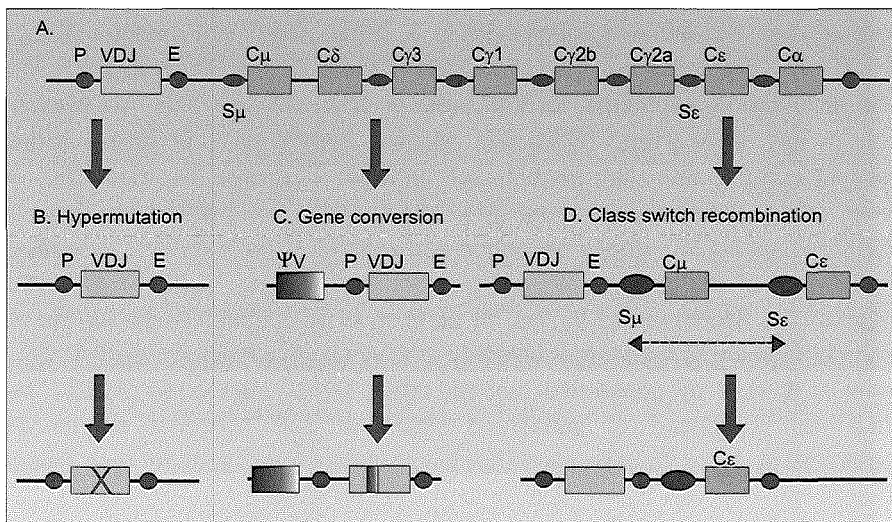 A.
P VDJ E Cμ Cδ Cγ3 Cγ1 Cγ2b Cγ2a Cε Cα
Sμ Sε
B. Hypermutation
C. Gene conversion
D. Class switch recombination
P VDJ E
ΨV P VDJ E
P VDJ E Cμ Cε
Sμ Sε
Cε